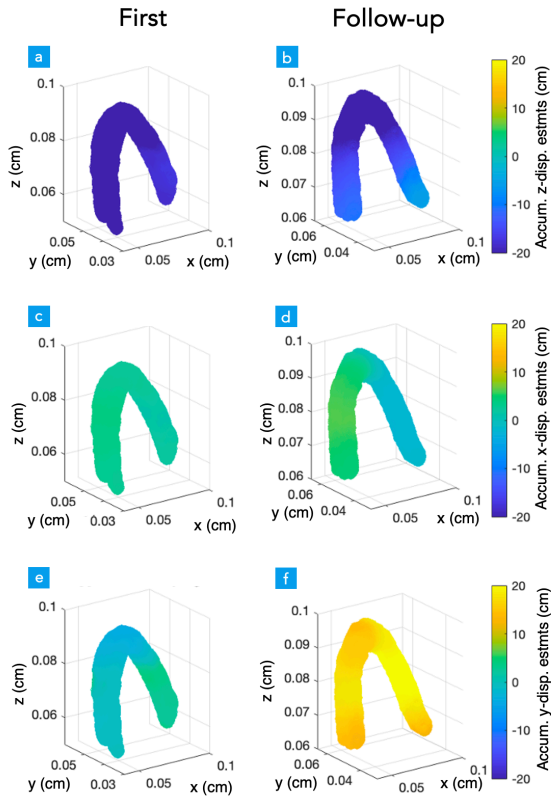 First Follow-up
a b
0.1 0.1 20
z (cm) 0.08 0.06 z (cm) 0.09 0.08 0.07 0.06 10 0 -10 -20 Accum. z-disp. estmts (cm)
0.05 0.03 0.05 0.1 0.06 0.04 0.05 0.1
y (cm) x (cm) y (cm) x (cm)
c d
0.1 0.1 20
z (cm) 0.08 0.06 z (cm) 0.09 0.08 0.07 0.06 10 0 -10 -20 Accum. x-disp. estmts (cm)
0.05 0.03 0.05 0.1 0.06 0.04 0.05 0.1
y (cm) x (cm) y (cm) x (cm)
e f
0.1 0.1 20
z (cm) 0.08 0.06 z (cm) 0.09 0.08 0.07 0.06 10 0 -10 -20 Accum. y-disp. estmts (cm)
0.05 0.03 0.05 0.1 0.06 0.04 0.05 0.1
y (cm) x (cm) y (cm) x (cm)